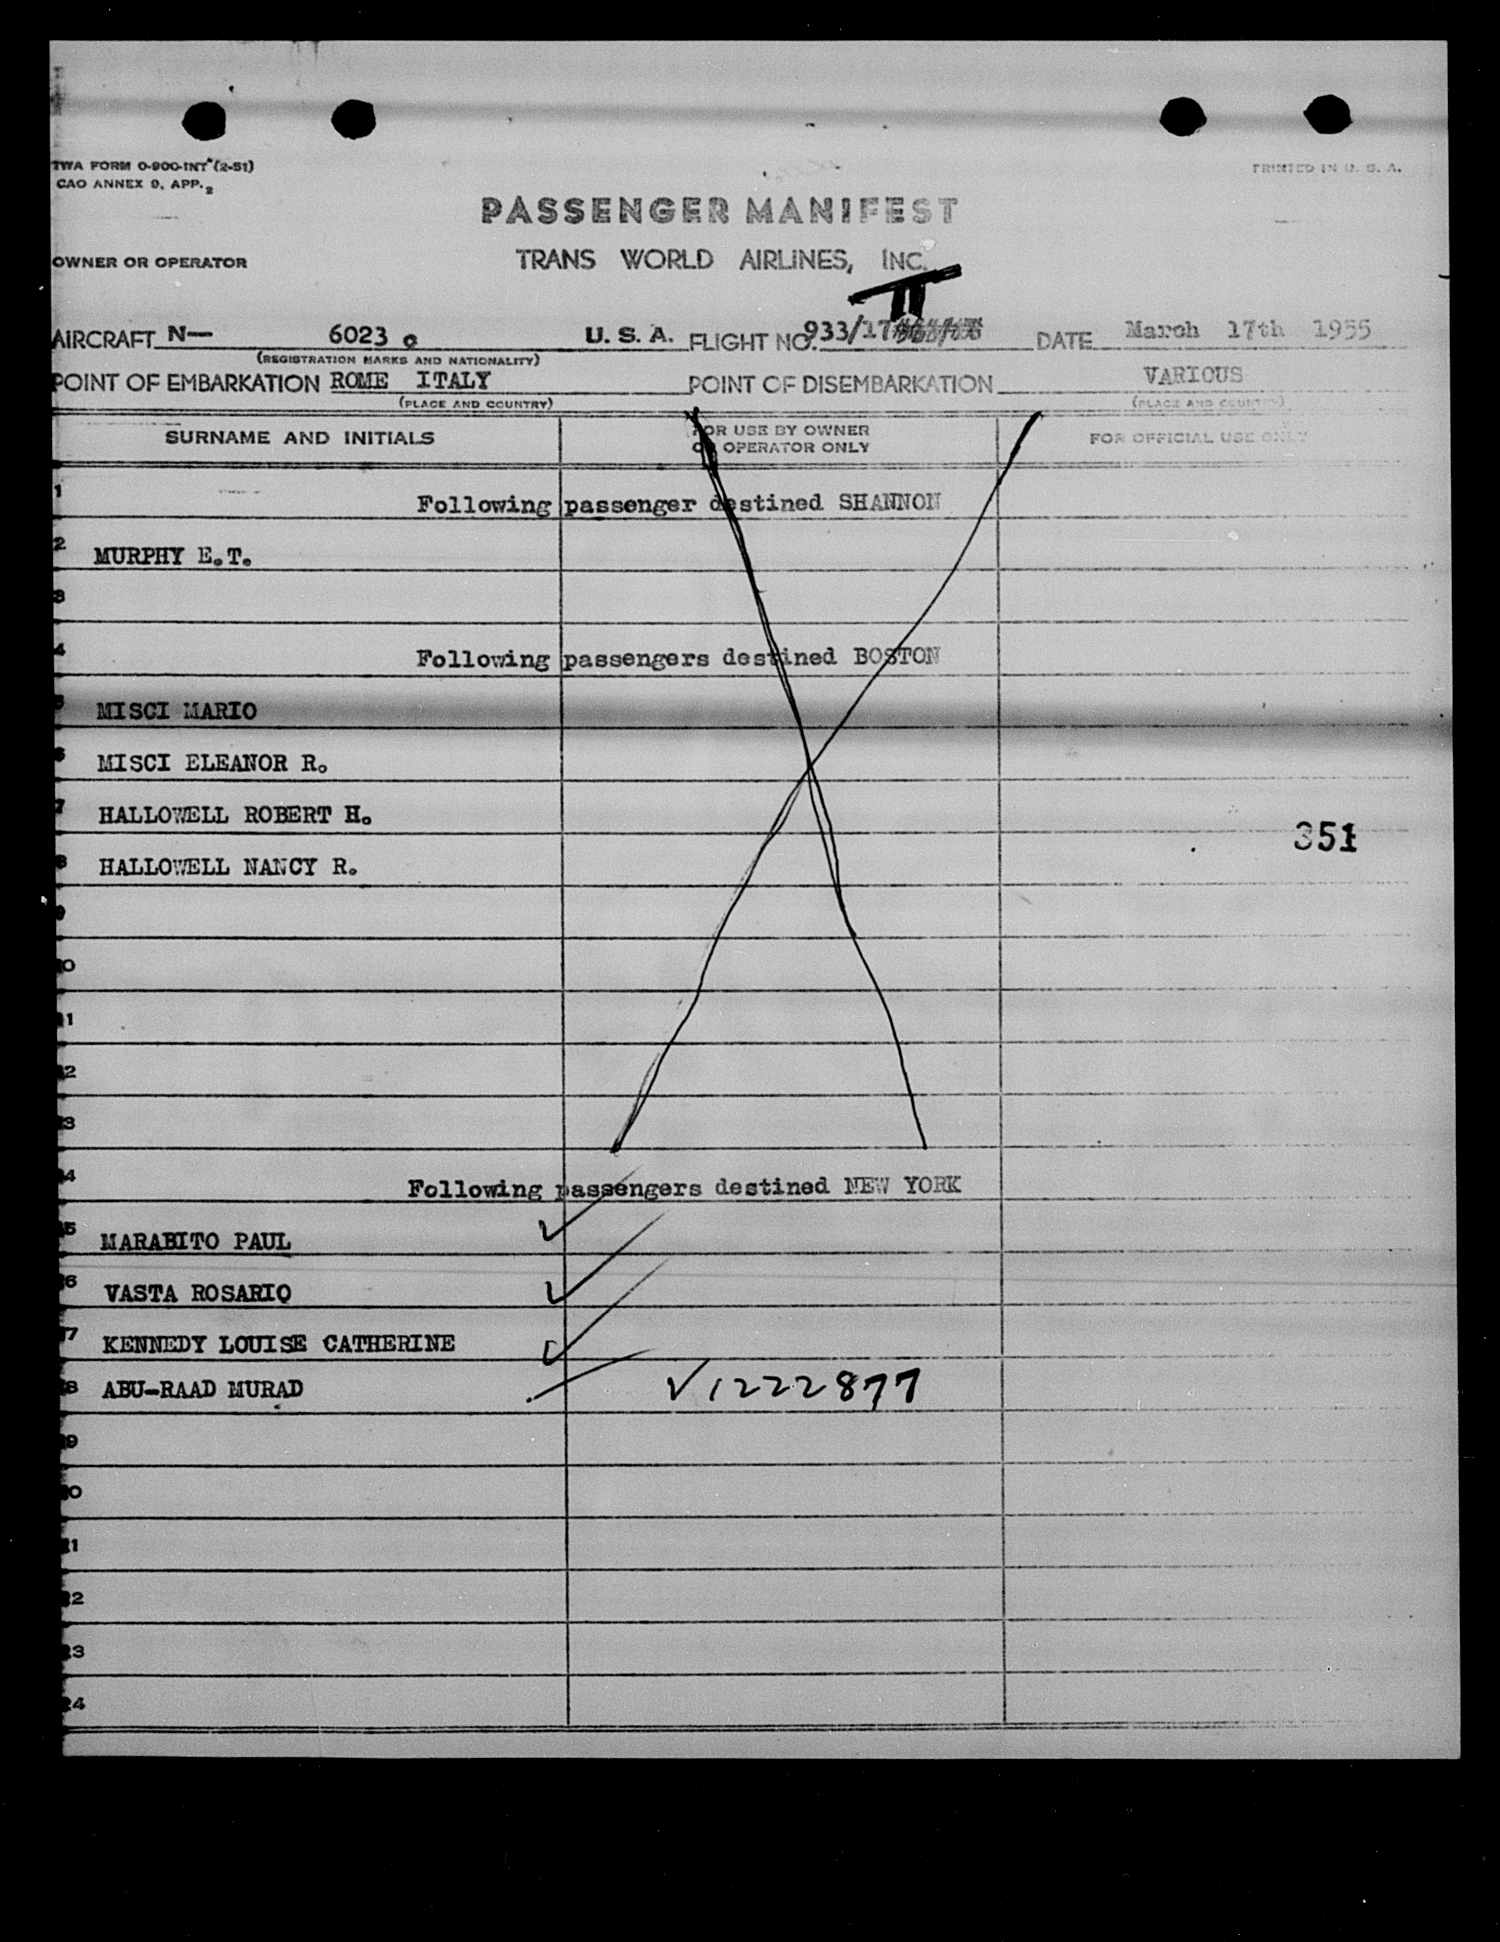 TWA FORM O-900-INT (2-51)
CAO ANNEX 9, APP. 2
PRINTED IN U. S. A.
PASSENGER MANIFEST
OWNER OR OPERATOR
TRANS WORLD AIRLINES, INC.
II
AIRCRAFT N— 6023 c U. S. A. FLIGHT NO. 933/17 DATE March 17th 1955
(REGISTRATION MARKS AND NATIONALITY)
POINT OF EMBARKATION ROME ITALY POINT OF DISEMBARKATION VARIOUS
(PLACE AND COUNTRY) (PLACE AND COUNTRY)
SURNAME AND INITIALS FOR USE BY OWNER OR OPERATOR ONLY FOR OFFICIAL USE ONLY
1 Following passenger destined SHANNON
2 MURPHY E.T.
3
4 Following passengers destined BOSTON
5 MISCI MARIO
6 MISCI ELEANOR R.
7 HALLOWELL ROBERT H.
351
8 HALLOWELL NANCY R.
9
10
11
12
13
14 Following passengers destined NEW YORK
15 MARABITO PAUL ✓
16 VASTA ROSARIO ✓
17 KENNEDY LOUISE CATHERINE ✓
18 ABU-RAAD MURAD ✓ 1222877
19
20
21
22
23
24